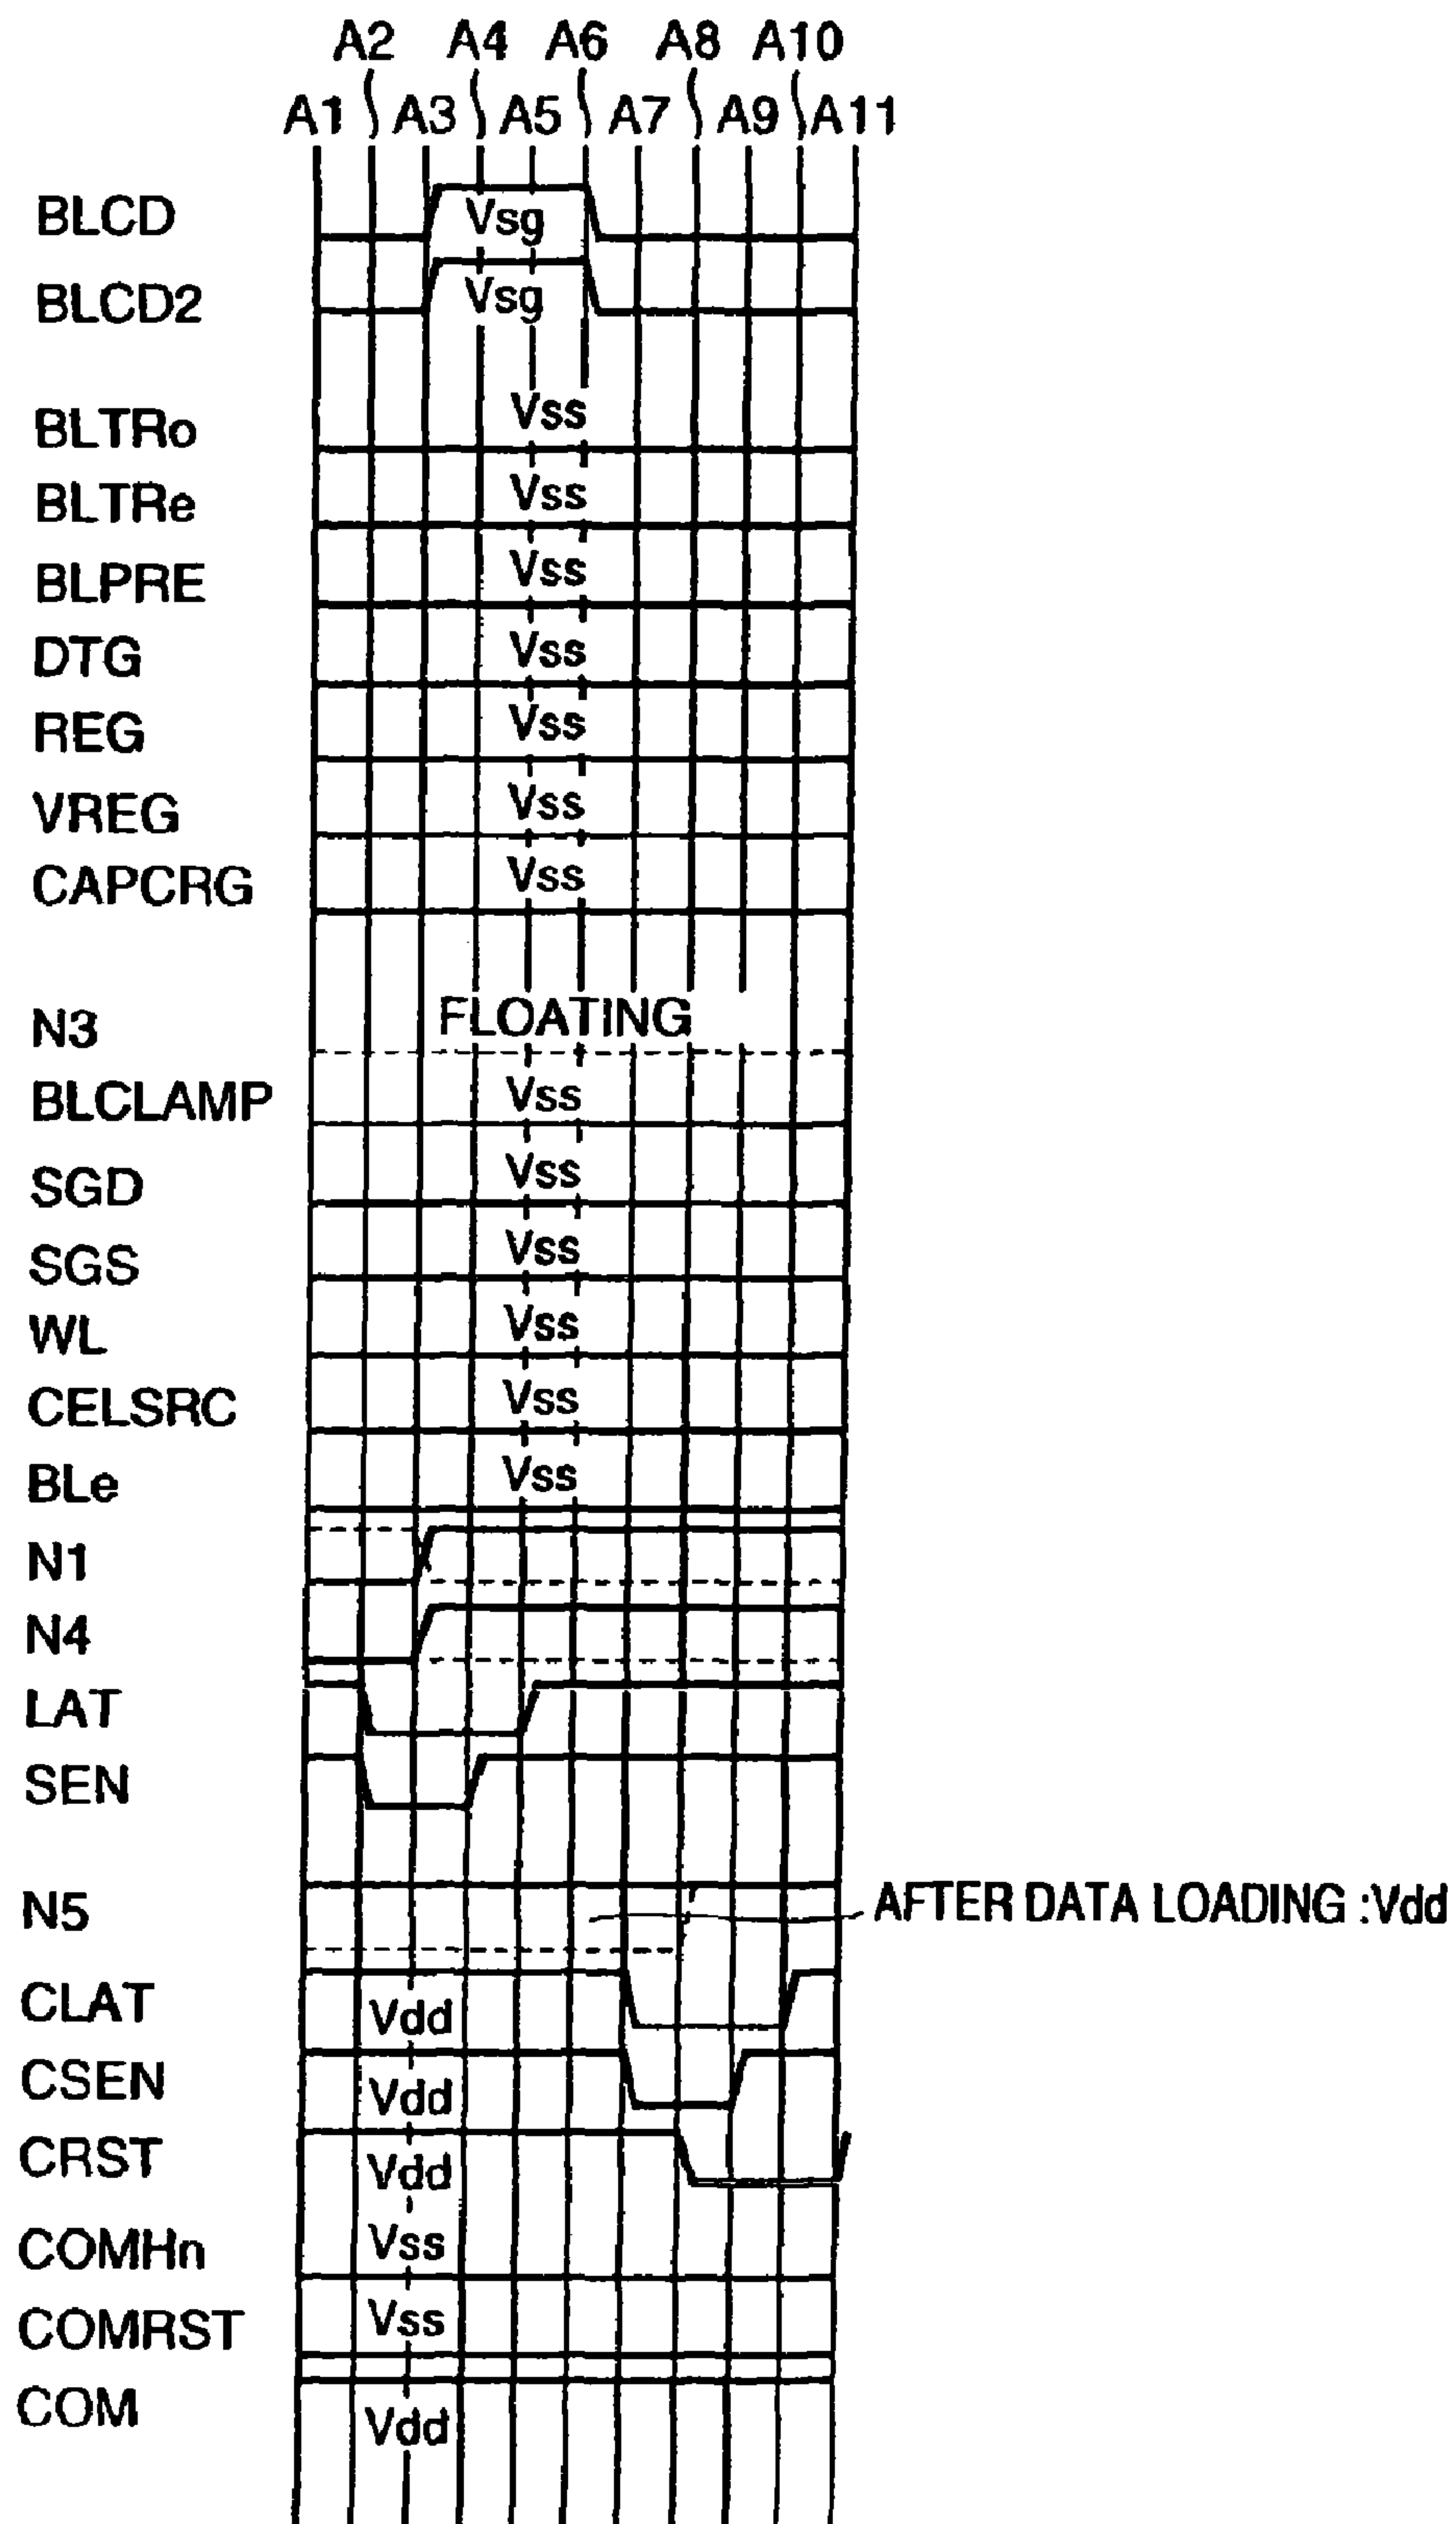 A2 A4 A6 A8 A10
A1 A3 A5 A7 A9 A11
BLCD Vsg
BLCD2 Vsg
BLTRo Vss
BLTRe Vss
BLPRE Vss
DTG Vss
REG Vss
VREG Vss
CAPCRG Vss
N3 FLOATING
BLCLAMP Vss
SGD Vss
SGS Vss
WL Vss
CELSRC Vss
BLe Vss
N1
N4
LAT
SEN
N5 AFTER DATA LOADING :Vdd
CLAT Vdd
CSEN Vdd
CRST Vdd
COMHn Vss
COMRST Vss
COM Vdd